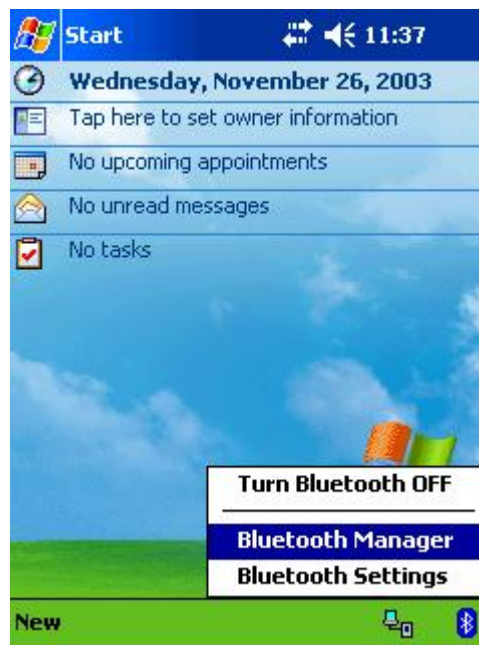 Start 11:37
Wednesday, November 26, 2003
Tap here to set owner information
No upcoming appointments
No unread messages
No tasks
Turn Bluetooth OFF
Bluetooth Manager
Bluetooth Settings
New